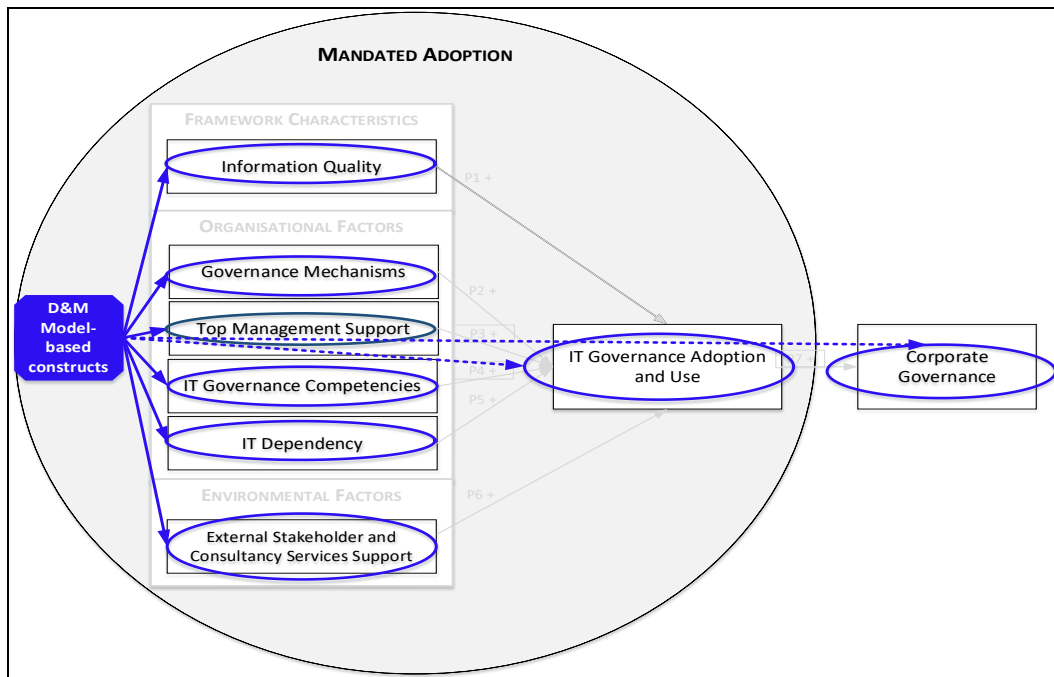 MANDATED ADOPTION
FRAMEWORK CHARACTERISTICS
Information Quality
P1 +
ORGANISATIONAL FACTORS
Governance Mechanisms
P2 +
D&M
Model-
based
constructs
Top Management Support
P3 +
IT Governance Competencies
P4 +
P5 +
IT Dependency
IT Governance Adoption
and Use
7 +
Corporate
Governance
ENVIRONMENTAL FACTORS
P6 +
External Stakeholder and
Consultancy Services Support